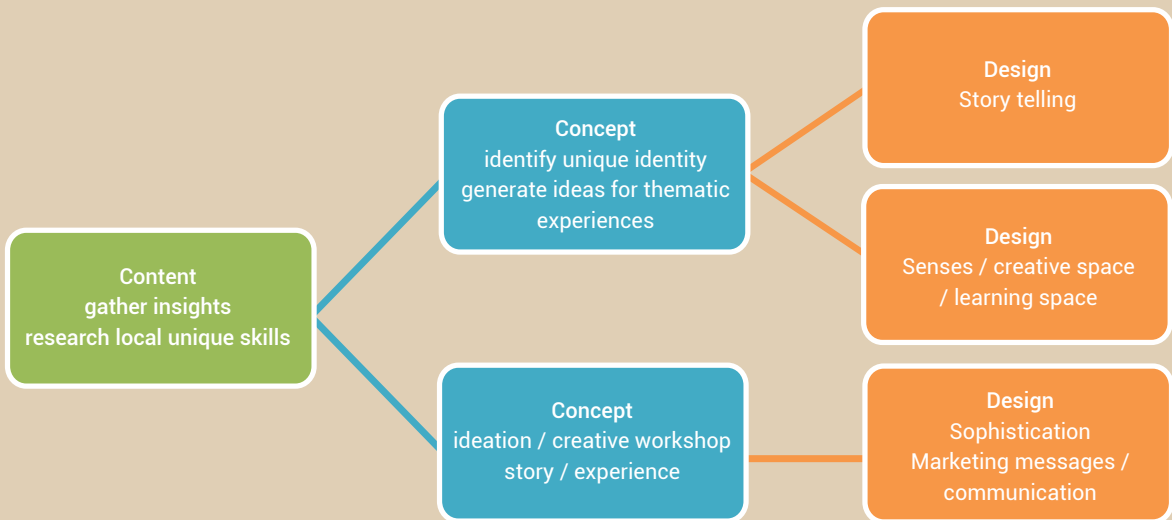 Content
gather insights
research local unique skills
Concept
identify unique identity
generate ideas for thematic
experiences
Concept
ideation / creative workshop
story / experience
Design
Story telling
Design
Senses / creative space
/ learning space
Design
Sophistication
Marketing messages /
communication